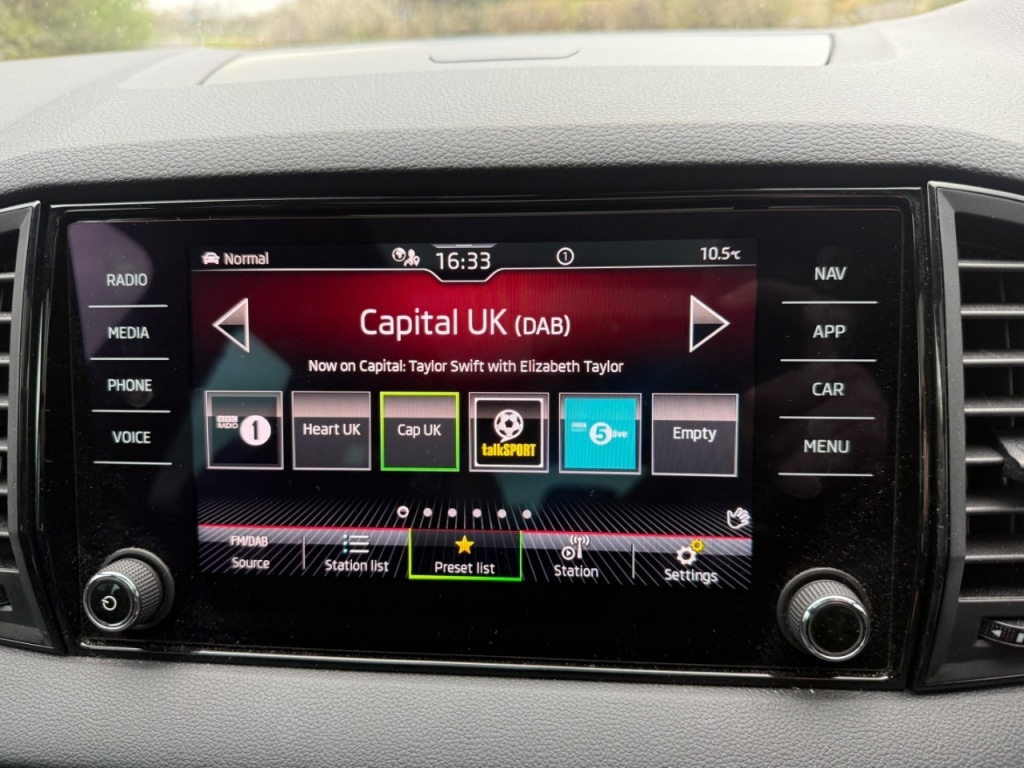 Normal
16:33
1
10.5°C
RADIO
MEDIA
PHONE
VOICE
NAV
APP
CAR
MENU
Capital UK (DAB)
Now on Capital: Taylor Swift with Elizabeth Taylor
BBC
RADIO 1
Heart UK
Cap UK
talkSPORT
BBC
RADIO 5 live
Empty
FM/DAB
Source
Station list
Preset list
Station
Settings